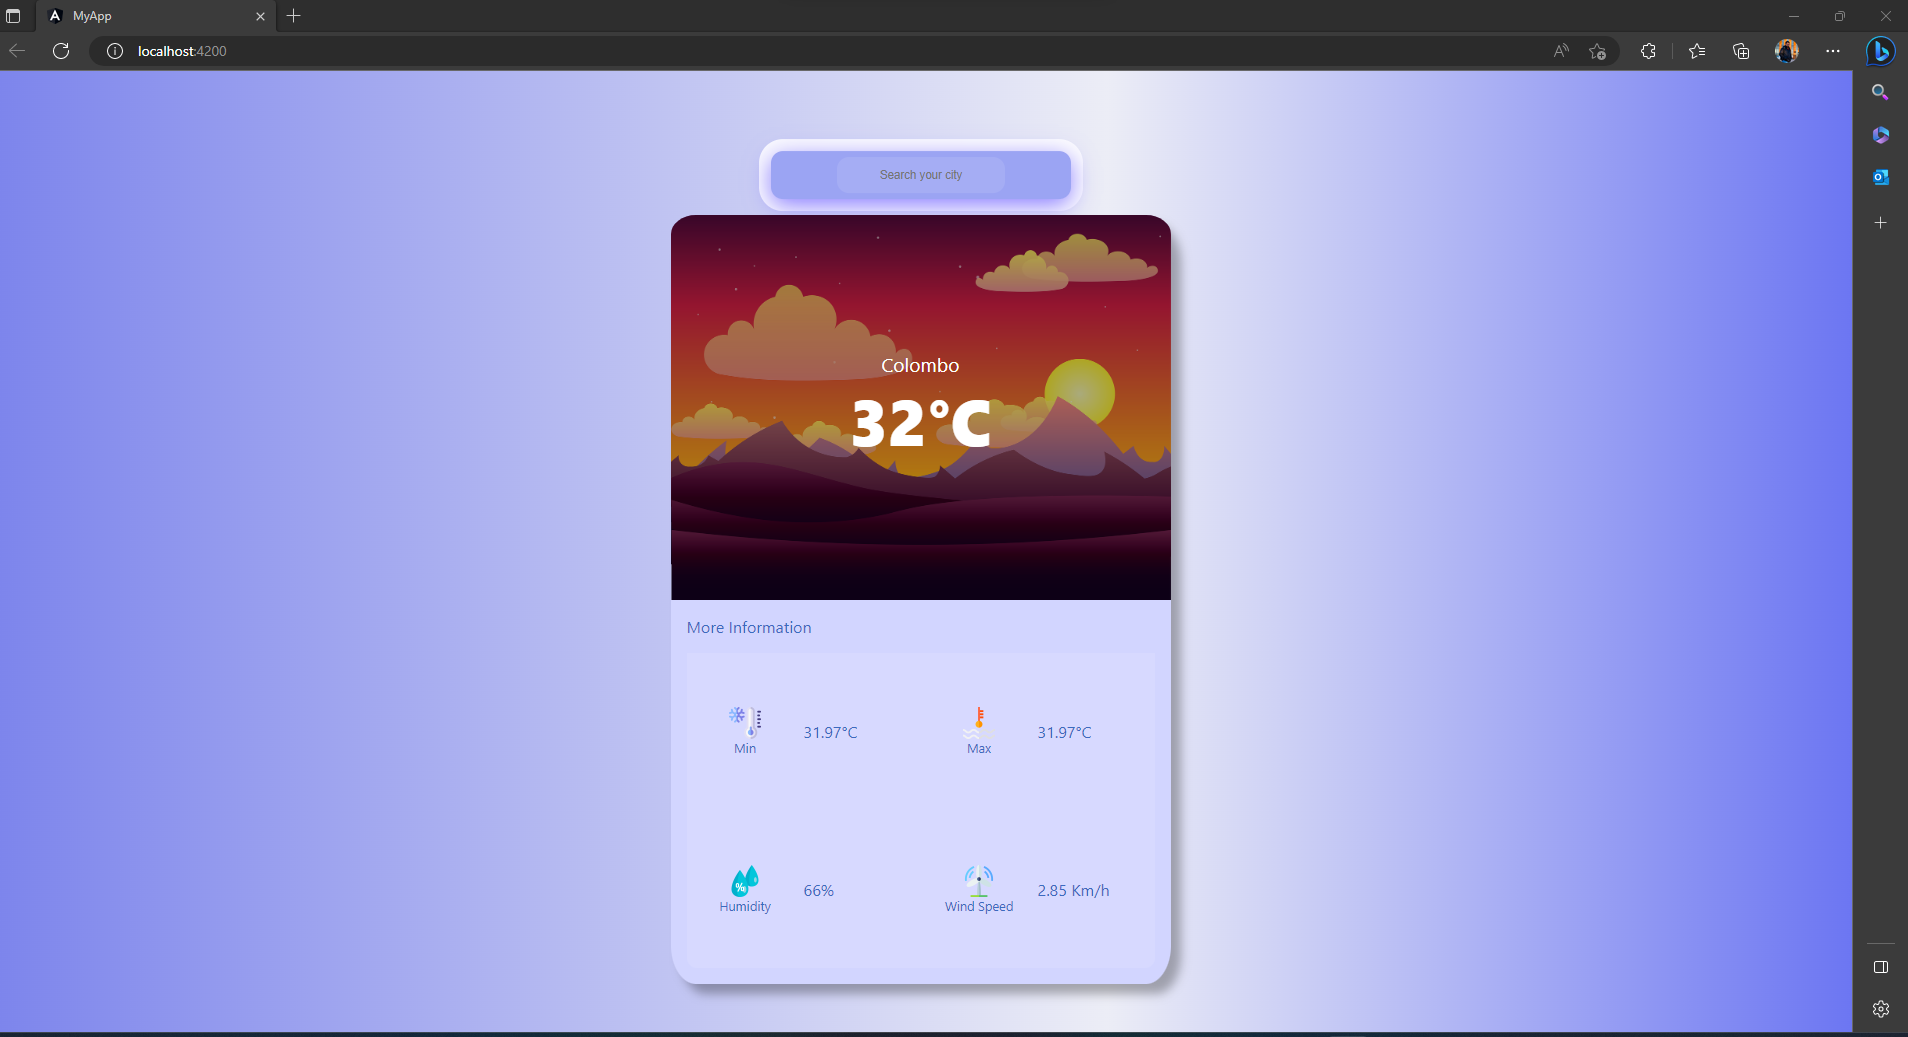 MyApp
localhost:4200
Search your city
Colombo
32°C
More Information
31.97°C
Min
31.97°C
Max
%
66%
Humidity
2.85 Km/h
Wind Speed